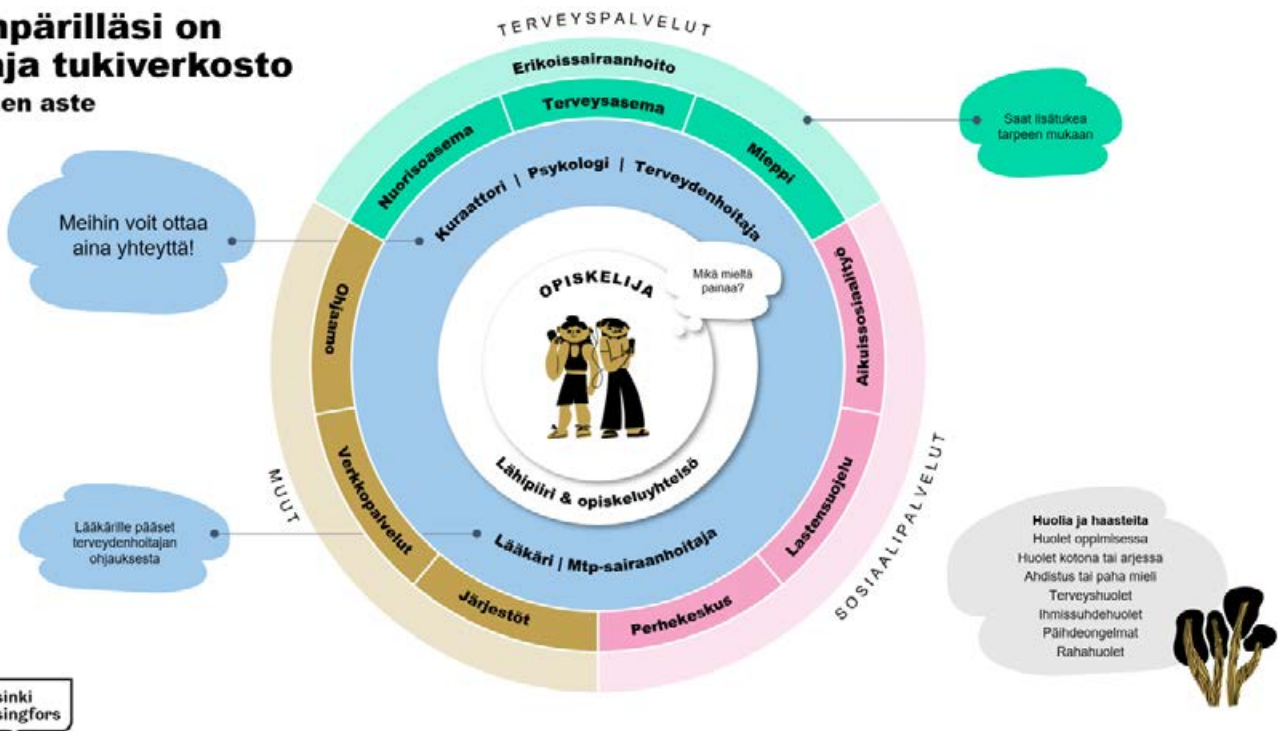 npärilläsi on
ja tukiverkosto
en aste
TERVEYSPALVELUT
Erikoissairaanhoito
Nuorisoasema
Terveysasema
Mieppi
Kuraattori | Psykologi | Terveydenhoitaja
Saat lisätukea
tarpeen mukaan
Meihin voit ottaa
aina yhteyttä!
OPISKELIJA
Mikä mieltä
painaa?
Ohjaamo
Aikuissosiaalityö
Lähipiiri & opiskeluyhteisö
Verkkopalvelut
Lastensuojelu
MUUT
SOSIAALIPALVELUT
Lääkärille pääset
terveydenhoitajan
ohjauksesta
Lääkäri | Mtp-sairaanhoitaja
Järjestöt
Perhekeskus
Huolia ja haasteita
Huolet oppimisessa
Huolet kotona tai arjessa
Ahdistus tai paha mieli
Terveyshuolet
Ihmissuhdehuolet
Päihdeongelmat
Rahahuolet
sinki
singfors